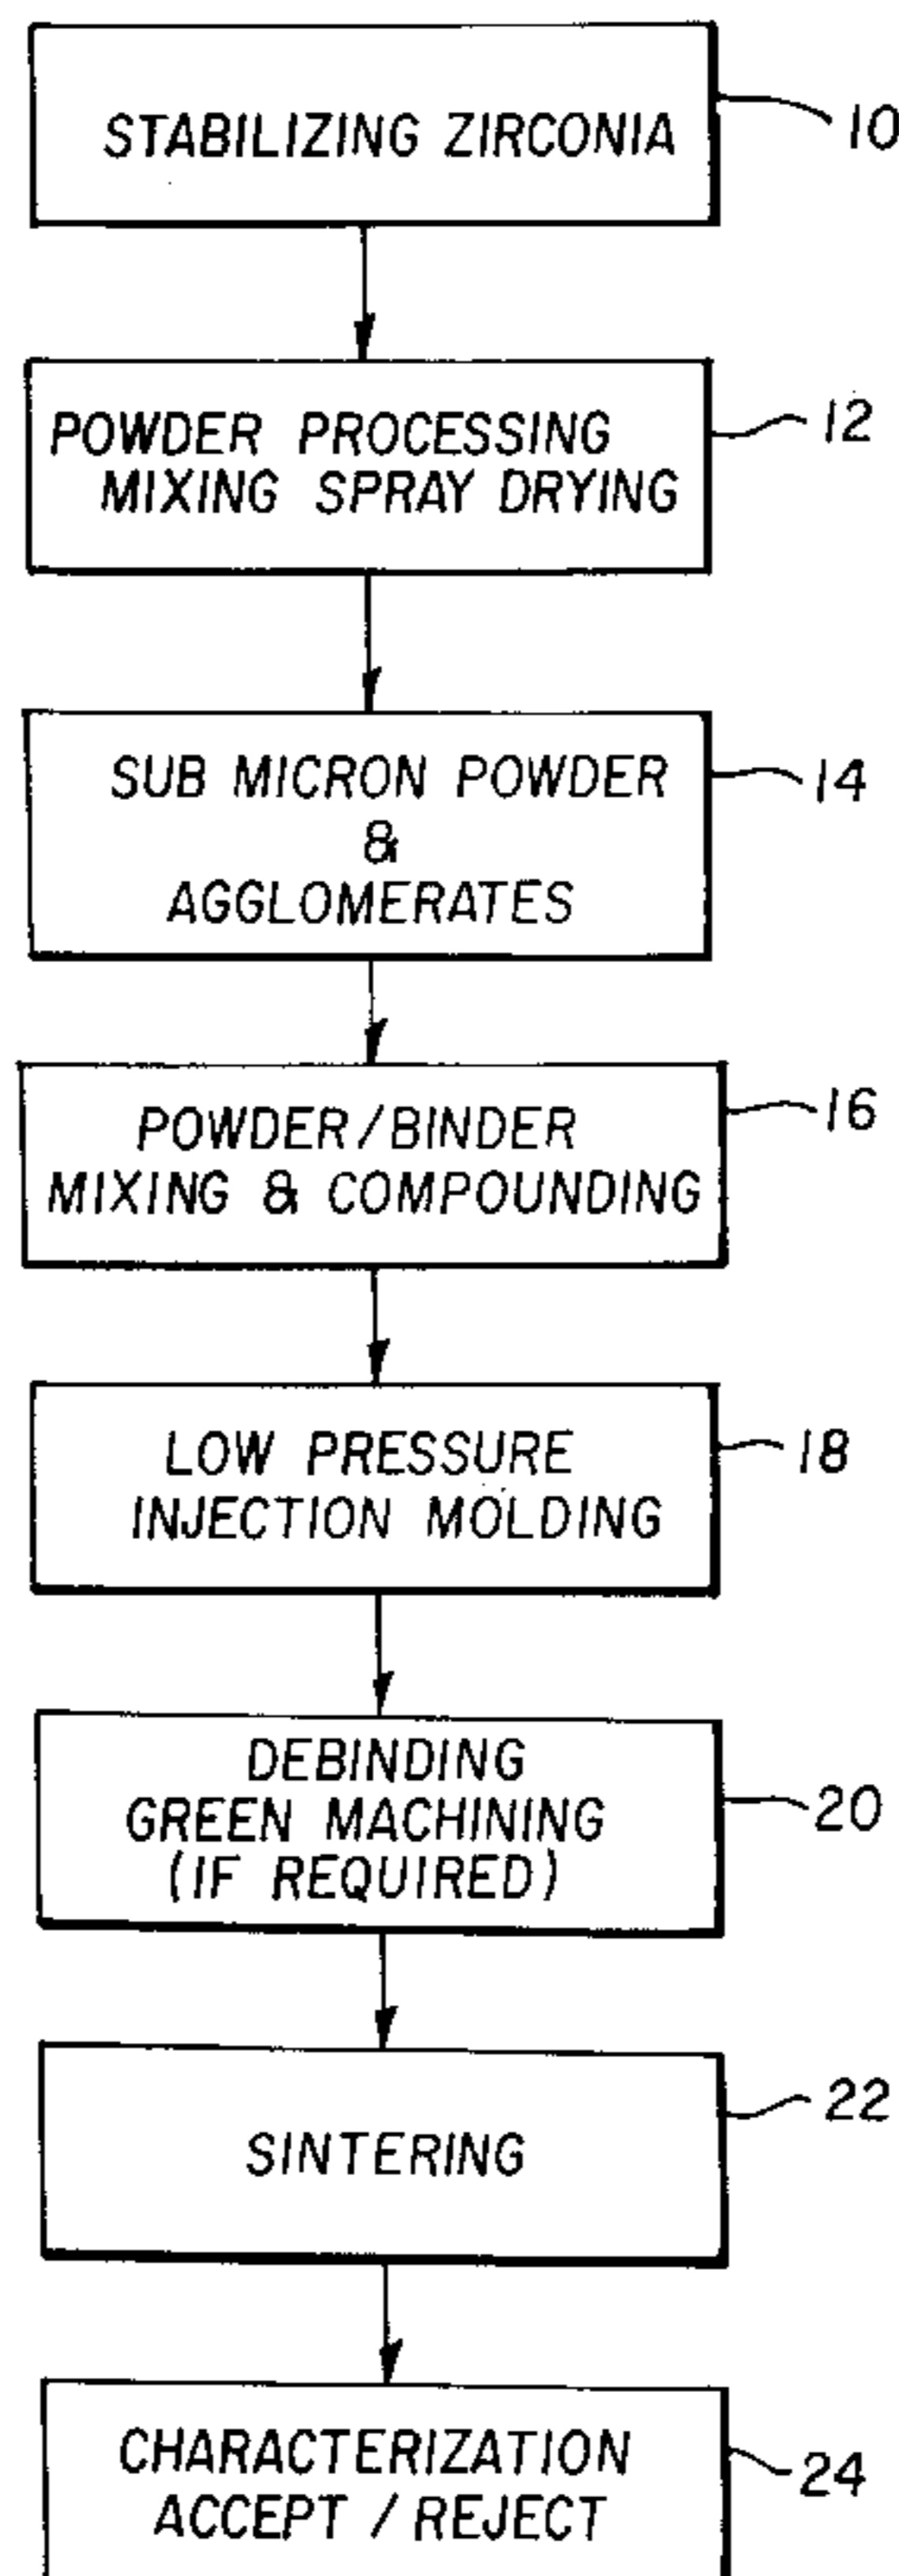 STABILIZING ZIRCONIA
10
POWDER PROCESSING
MIXING SPRAY DRYING
12
SUB MICRON POWDER
&
AGGLOMERATES
14
POWDER/BINDER
MIXING & COMPOUNDING
16
LOW PRESSURE
INJECTION MOLDING
18
DEBINDING
GREEN MACHINING
(IF REQUIRED)
20
SINTERING
22
CHARACTERIZATION
ACCEPT / REJECT
24